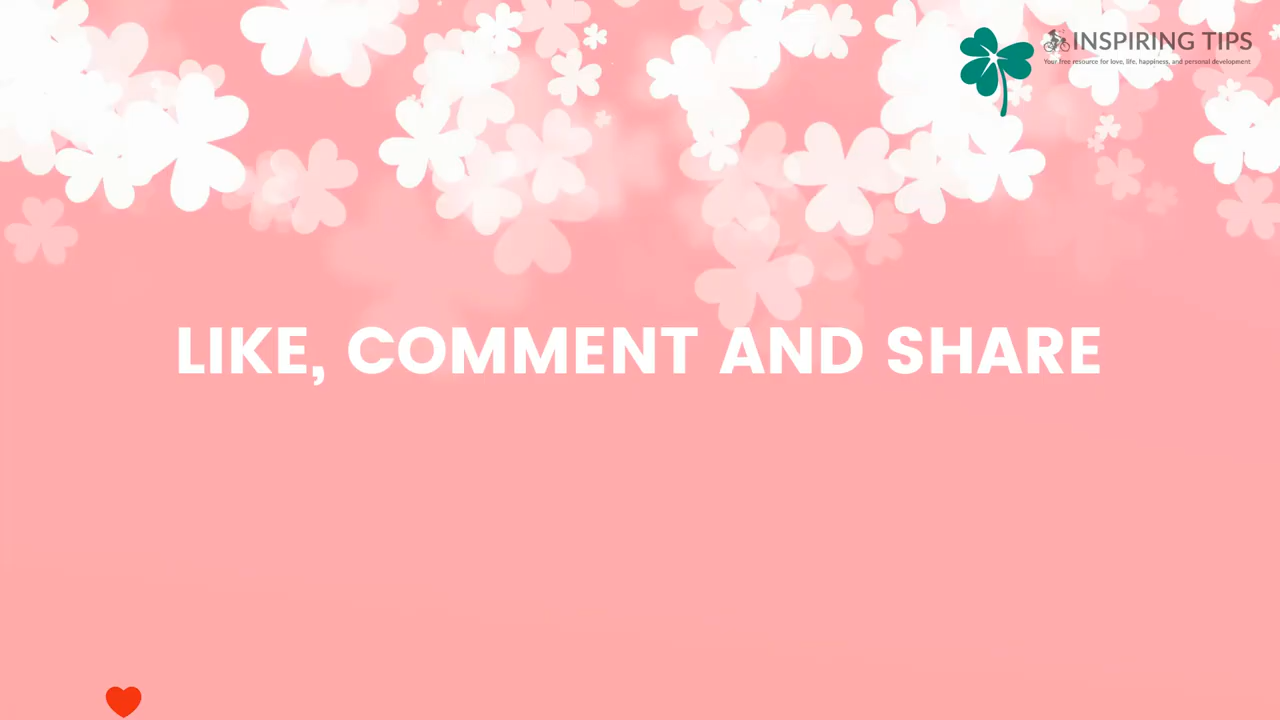 INSPIRING TIPS
Your free resource for love, life, happiness, and personal development
LIKE, COMMENT AND SHARE